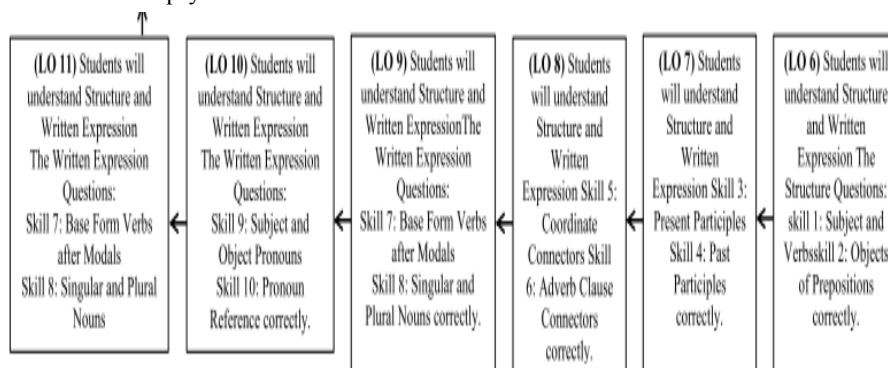 (LO 11) Students will
understand Structure and
Written Expression
The Written Expression
Questions:
Skill 7: Base Form Verbs
after Modals
Skill 8: Singular and Plural
Nouns
(LO 10) Students will
understand Structure and
Written Expression
The Written Expression
Questions:
Skill 9: Subject and
Object Pronouns
Skill 10: Pronoun
Reference correctly.
(LO 9) Students will
understand Structure and
Written ExpressionThe
Written Expression
Questions:
Skill 7: Base Form Verbs
after Modals
Skill 8: Singular and
Plural Nouns correctly.
(LO 8) Students
will understand
Structure and
Written
Expression Skill 5:
Coordinate
Connectors Skill
6: Adverb Clause
Connectors
correctly.
(LO 7) Students
will understand
Structure and
Written
Expression Skill 3:
Present Participles
Skill 4: Past
Participles
correctly.
(LO 6) Students will
understand Structure
and Written
Expression The
Structure Questions:
skill 1: Subject and
Verbsskill 2: Objects
of Prepositions
correctly.